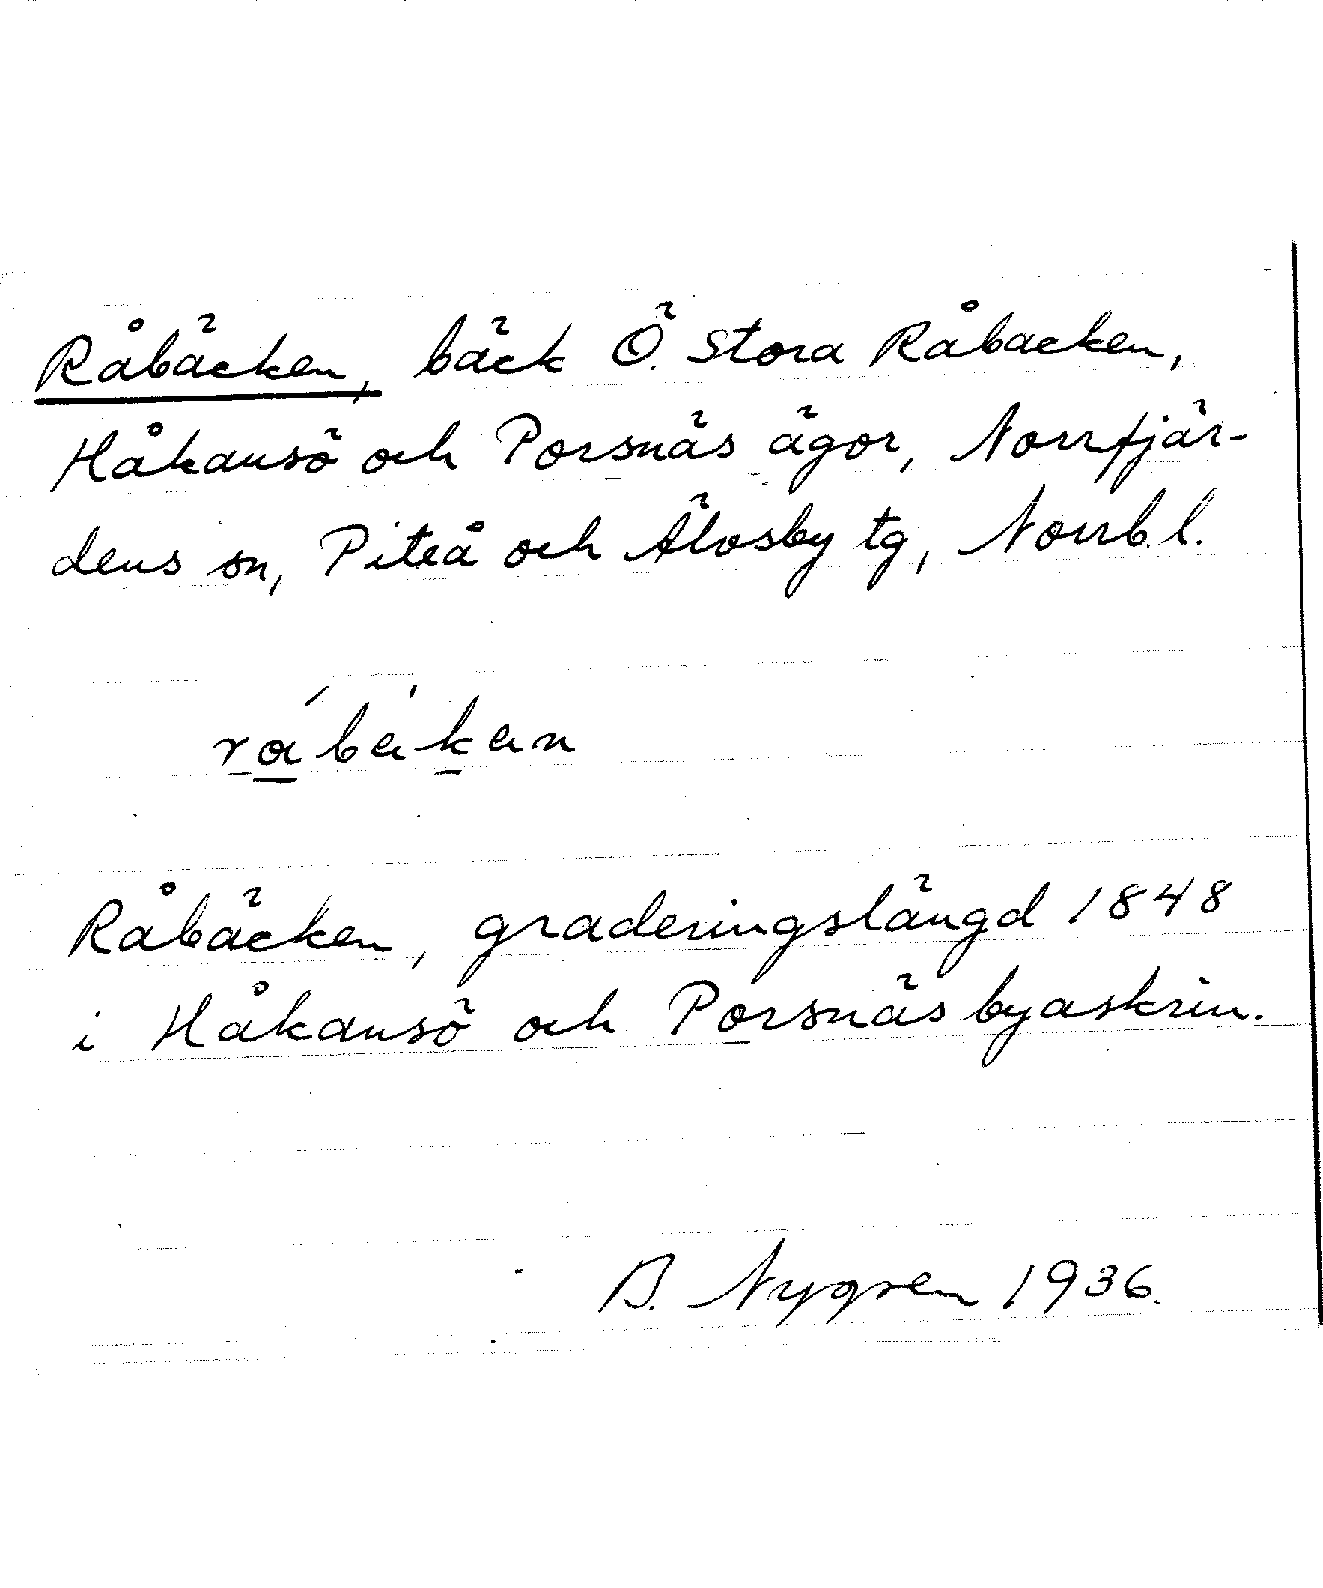 Råbäcken, bäck Ö. Stora Råbacken,
Håkansö och Porsnäs ägor, Norrfjär-
dens sn, Piteå och Älvsby tg, Norrb.l.
Råbäcken, graderingslängd 1848
i Håkansö och Porsnäs byaskrin.
B. Nygren 1936.